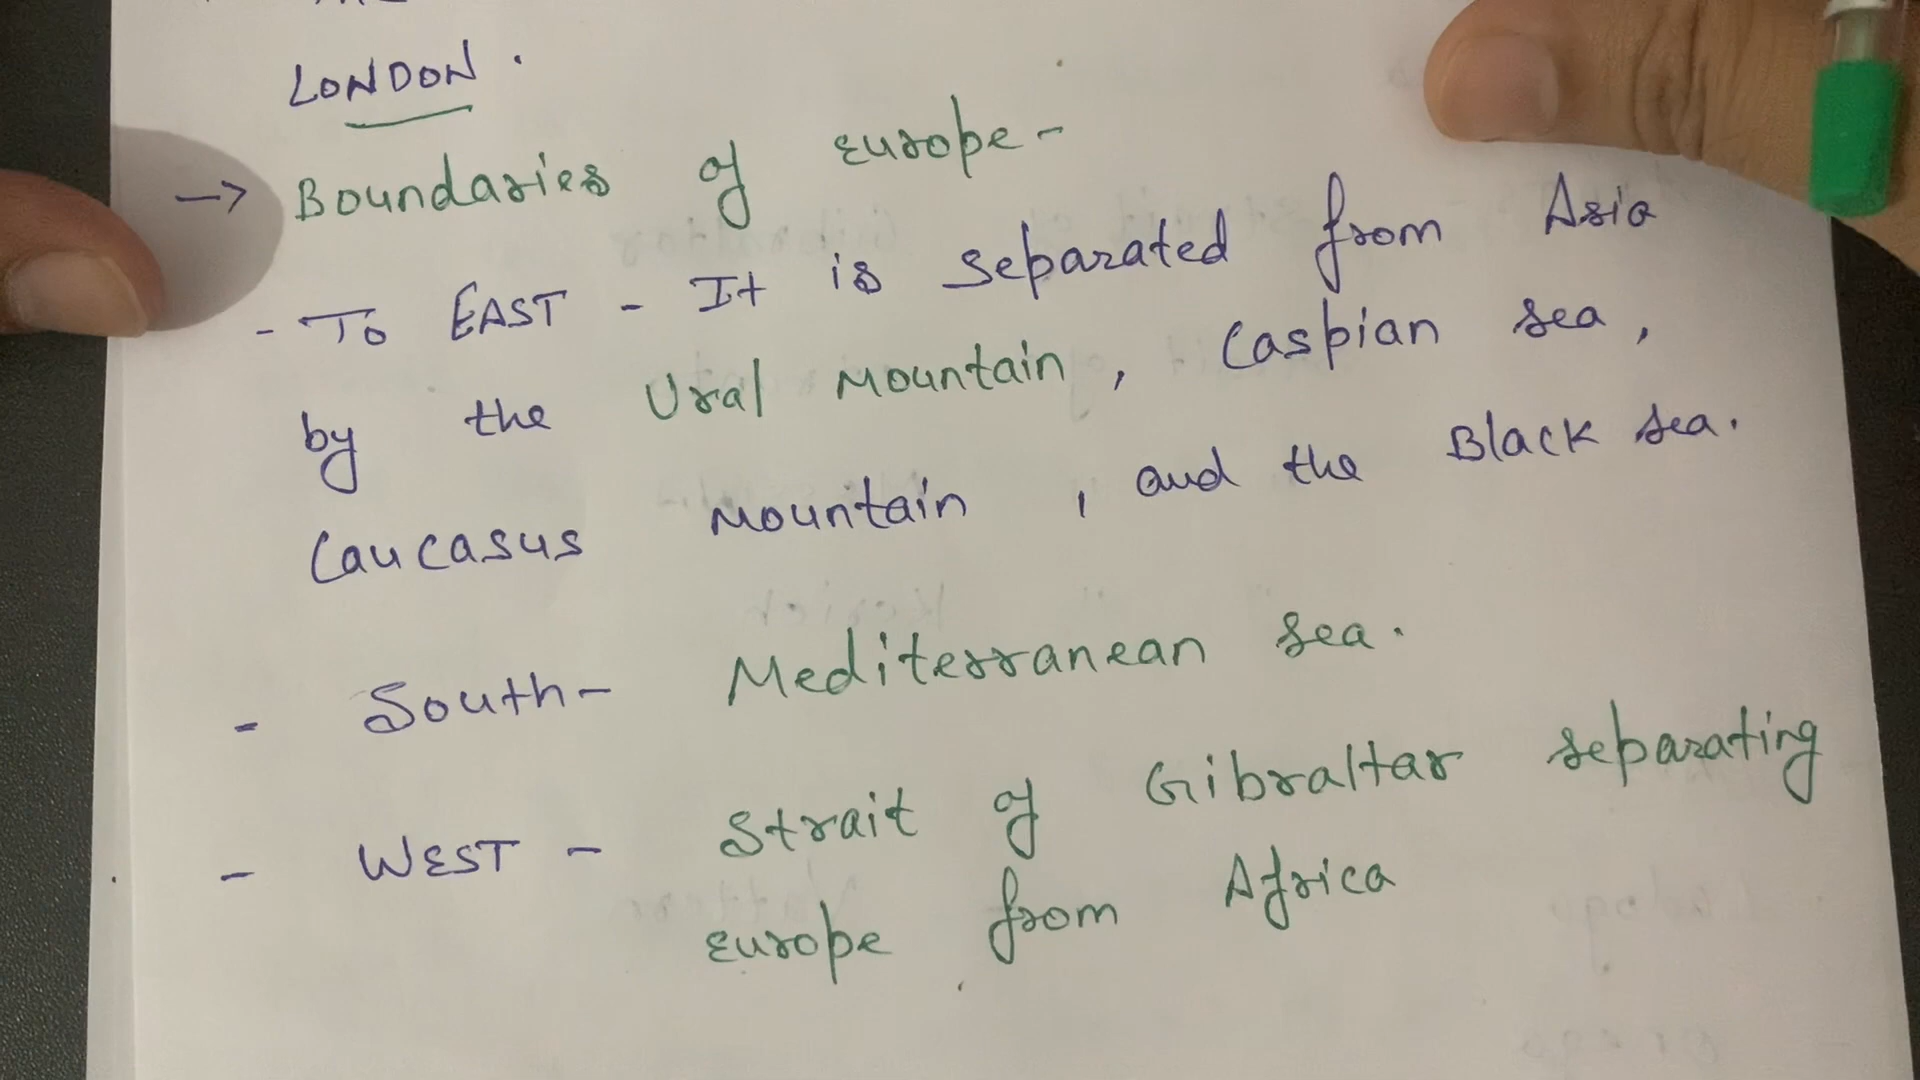 LONDON.
→ Boundaries of europe-
- To EAST - It is separated from Asia
by the Ural Mountain, Caspian sea,
Caucasus Mountain, and the Black sea.
- South- Mediterranean sea.
- WEST - Strait of Gibraltar separating
europe from Africa